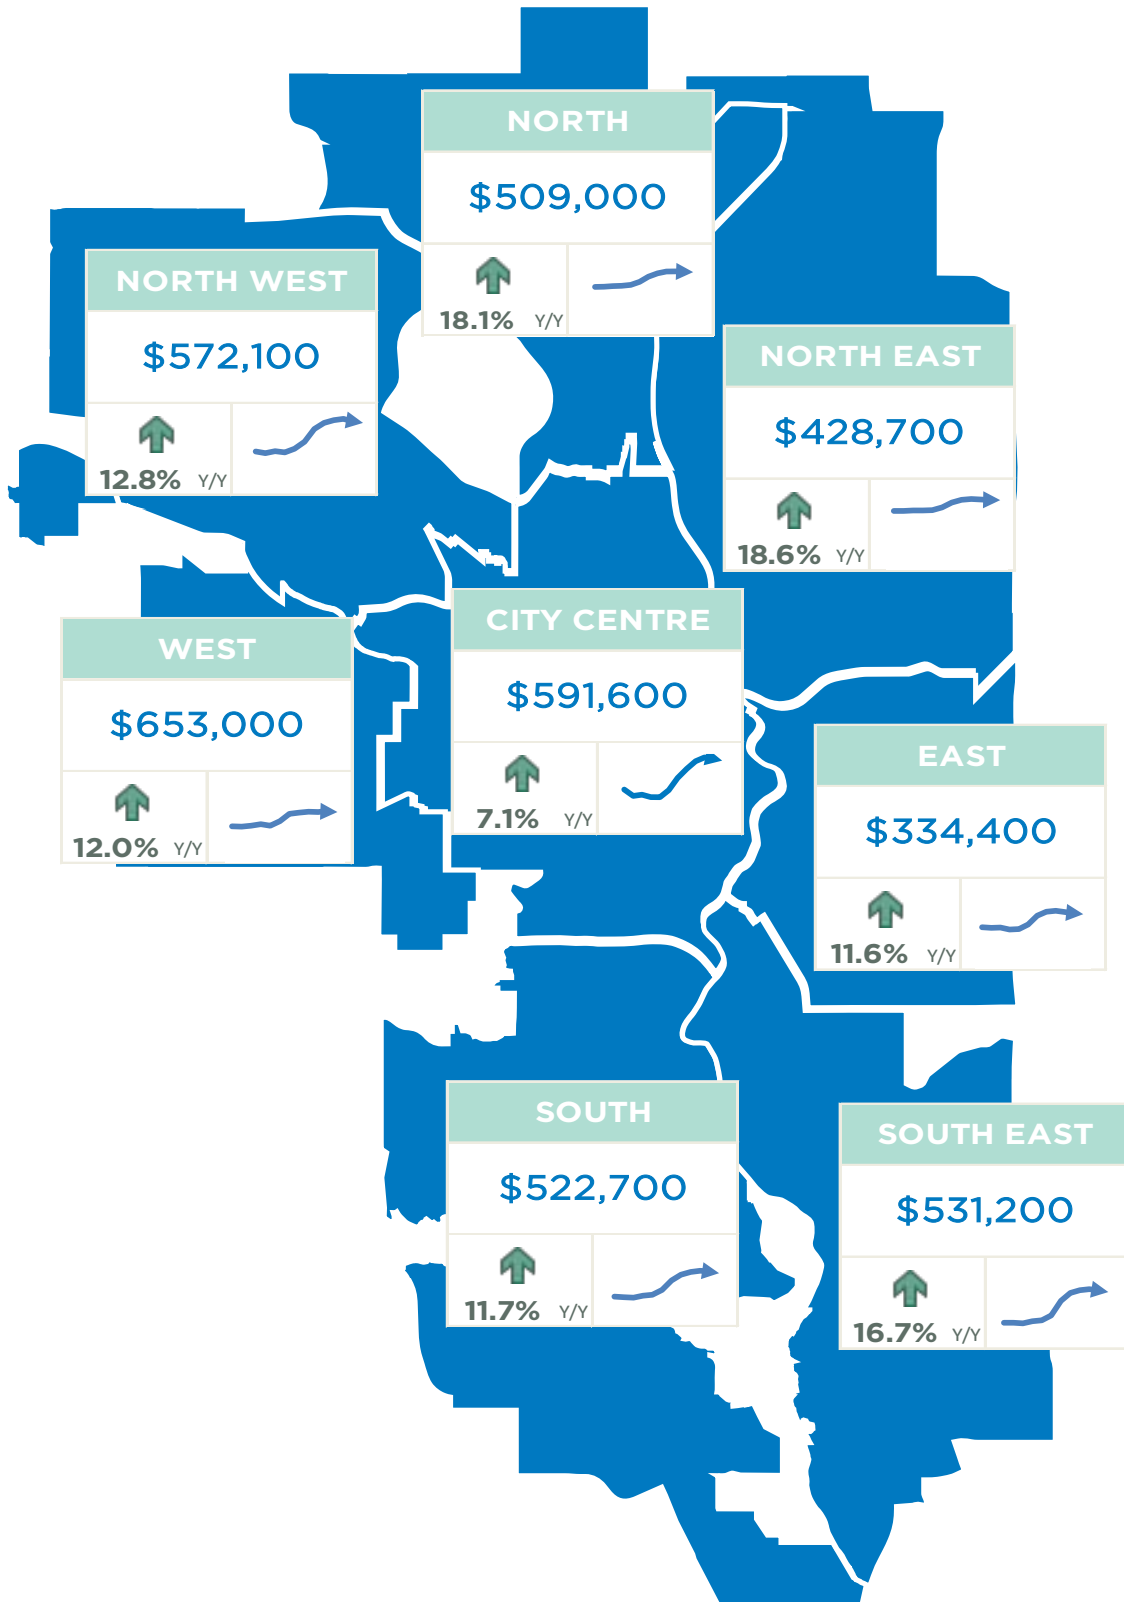 NORTH
$509,000
18.1% Y/Y
NORTH WEST
$572,100
12.8% Y/Y
NORTH EAST
$428,700
18.6% Y/Y
CITY CENTRE
$591,600
7.1% Y/Y
WEST
$653,000
12.0% Y/Y
EAST
$334,400
11.6% Y/Y
SOUTH
$522,700
11.7% Y/Y
SOUTH EAST
$531,200
16.7% Y/Y